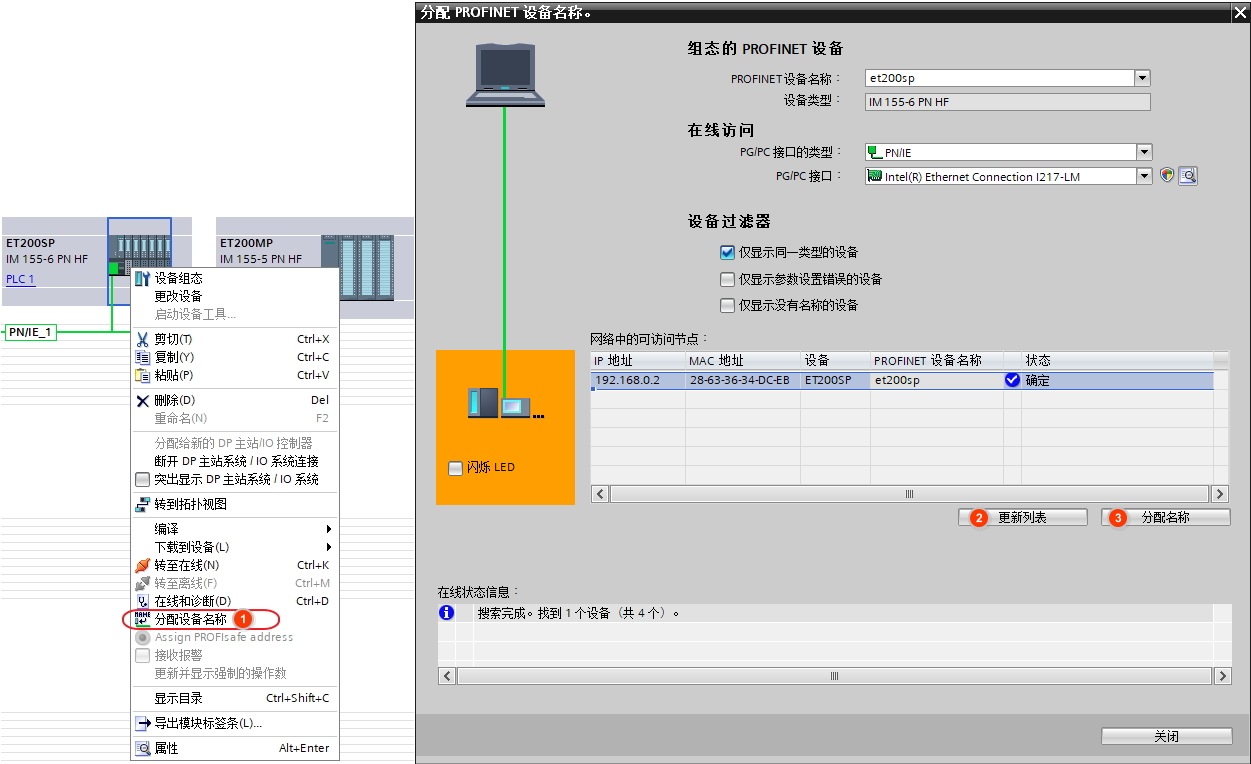 ET200SP
IM 155-6 PN HF
PLC 1
ET200MP
IM 155-5 PN HF
PN/IE_1
设备组态
更改设备
启动设备工具...
剪切(T) Ctrl+X
复制(Y) Ctrl+C
粘贴(P) Ctrl+V
删除(D) Del
重命名(N) F2
分配给新的 DP 主站/IO 控制器
断开 DP 主站系统 / IO 系统连接
突出显示 DP 主站系统 / IO 系统
转到拓扑视图
编译
下载到设备(L)
转至在线(N) Ctrl+K
转至离线(F) Ctrl+M
在线和诊断(D) Ctrl+D
分配设备名称 1
Assign PROFIsafe address
接收报警
更新并显示强制的操作数
显示目录 Ctrl+Shift+C
导出模块标签条(L)...
属性 Alt+Enter
分配 PROFINET 设备名称。
组态的 PROFINET 设备
PROFINET 设备名称： et200sp
设备类型： IM 155-6 PN HF
在线访问
PG/PC 接口的类型： PN/IE
PG/PC 接口： Intel(R) Ethernet Connection I217-LM
设备过滤器
仅显示同一类型的设备
仅显示参数设置错误的设备
仅显示没有名称的设备
网络中的可访问节点：
IP 地址 MAC 地址 设备 PROFINET 设备名称 状态
192.168.0.2 28-63-36-34-DC-EB ET200SP et200sp 确定
闪烁 LED
2 更新列表 3 分配名称
在线状态信息：
搜索完成。找到 1 个设备（共 4 个）。
关闭